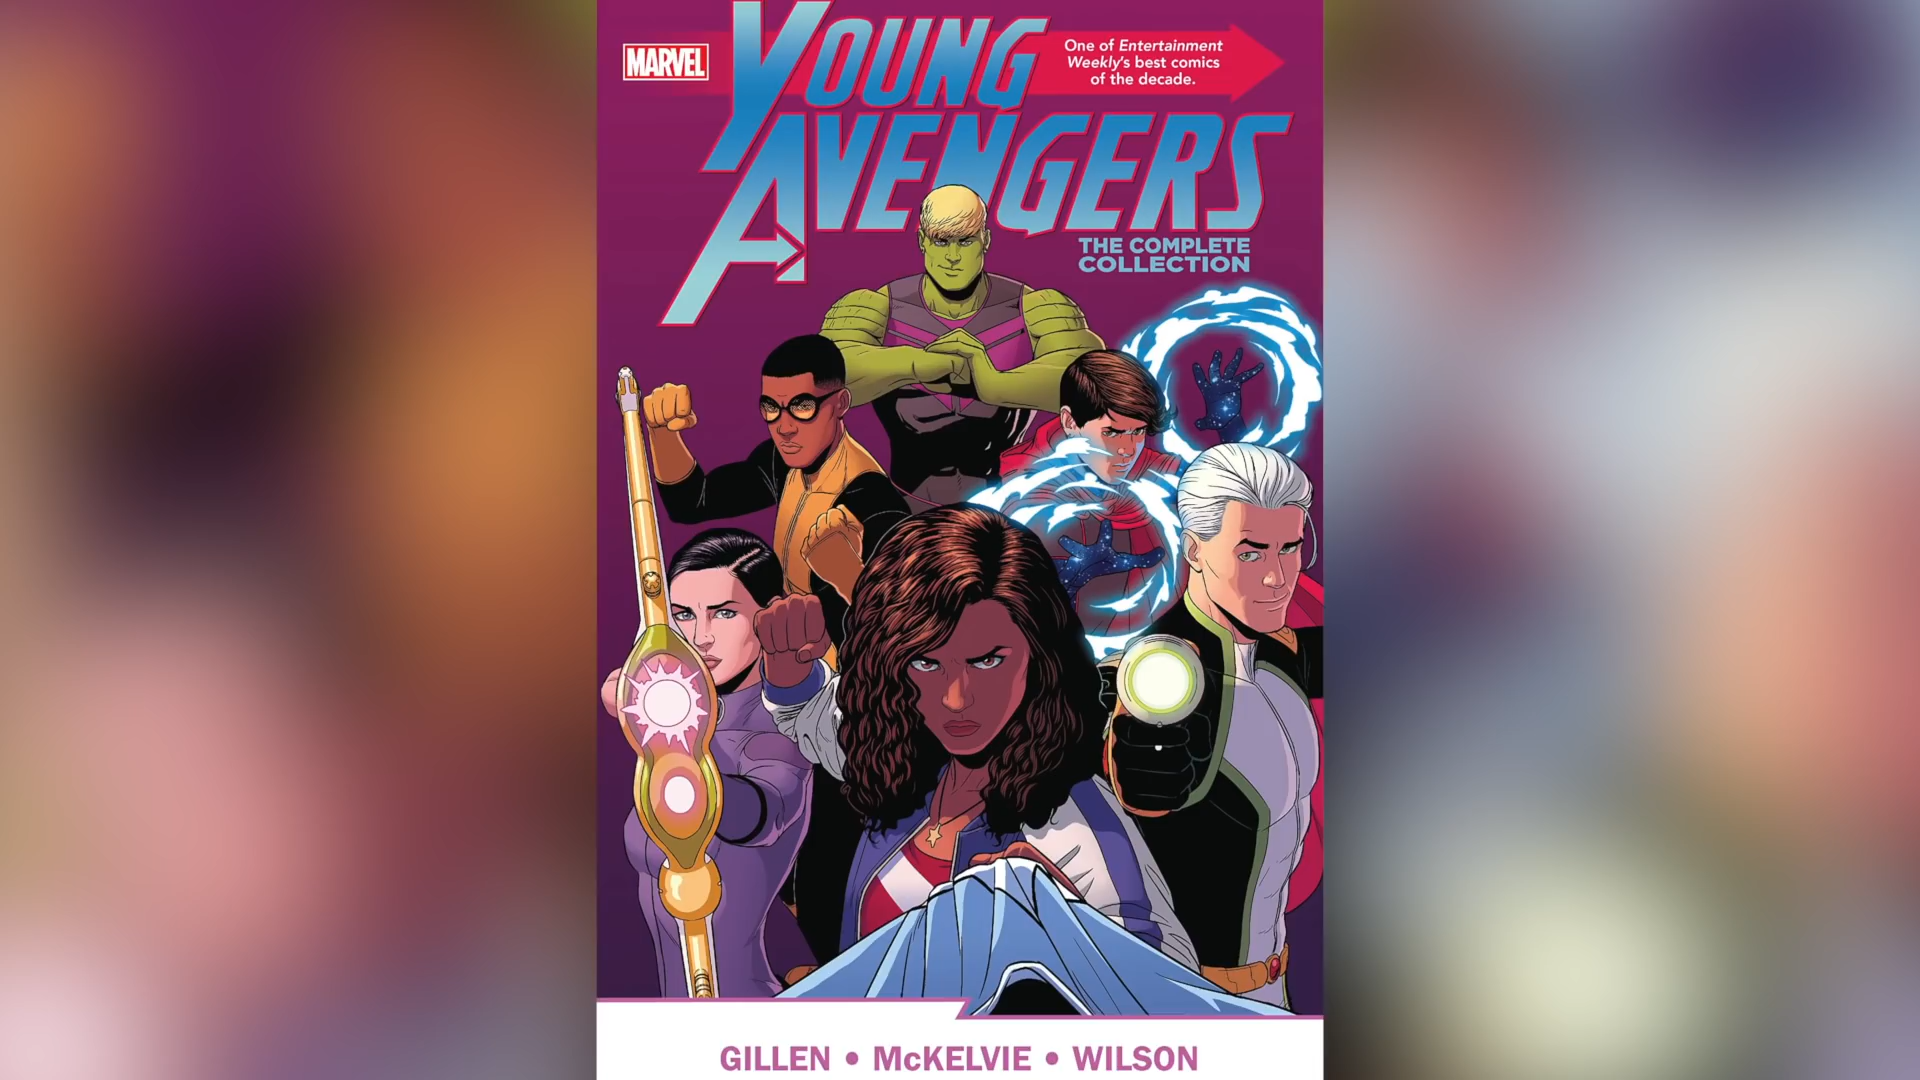 MARVEL
YOUNG
AVENGERS
One of Entertainment
Weekly's best comics
of the decade.
THE COMPLETE
COLLECTION
GILLEN • McKELVIE • WILSON